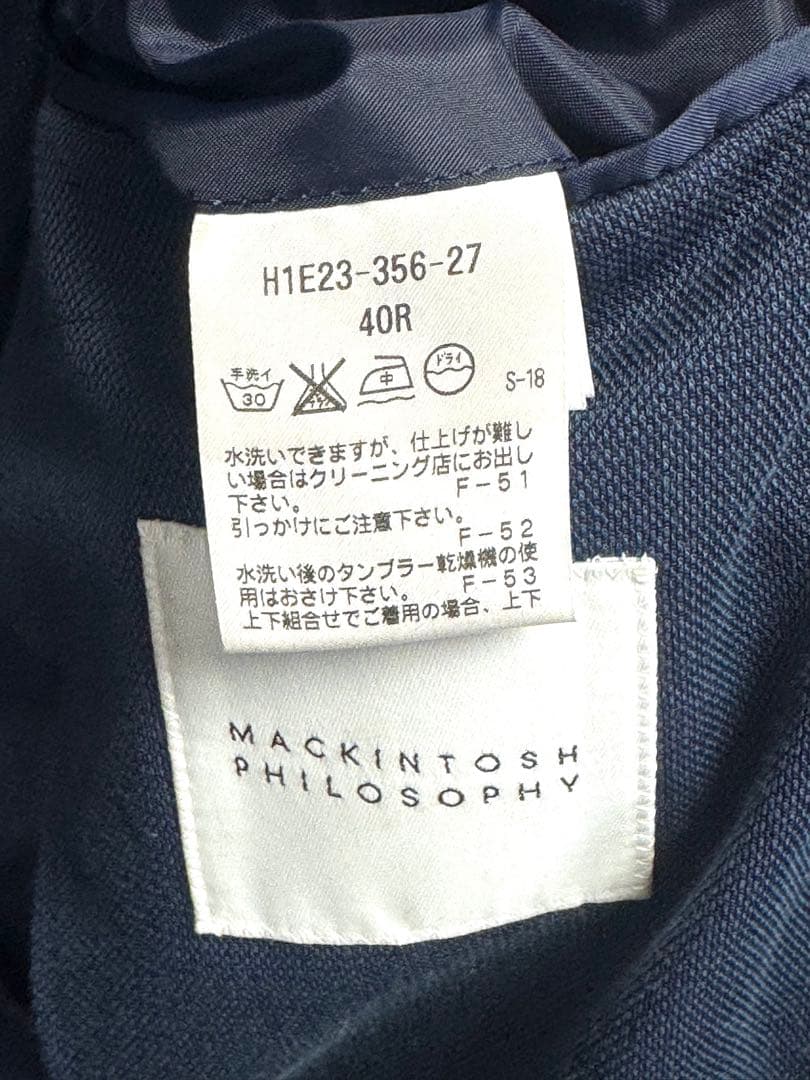 H1E23-356-27
40R
手洗イ
30
中
ドライ
S-18
水洗いできますが、仕上げが難し
い場合はクリーニング店にお出し
下さい。 F-51
引っかけにご注意下さい。
F-52
水洗い後のタンブラー乾燥機の使
用はおさけ下さい。 F-53
上下組合せでご着用の場合、上下
MACKINTOSH
PHILOSOPHY